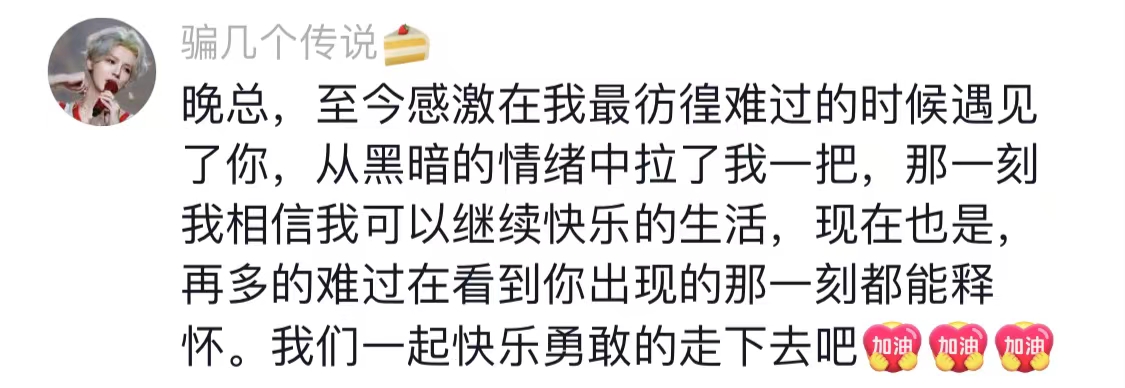 骗几个传说🍰
晚总，至今感激在我最彷徨难过的时候遇见
了你，从黑暗的情绪中拉了我一把，那一刻
我相信我可以继续快乐的生活，现在也是，
再多的难过在看到你出现的那一刻都能释
怀。我们一起快乐勇敢的走下去吧加油加油加油